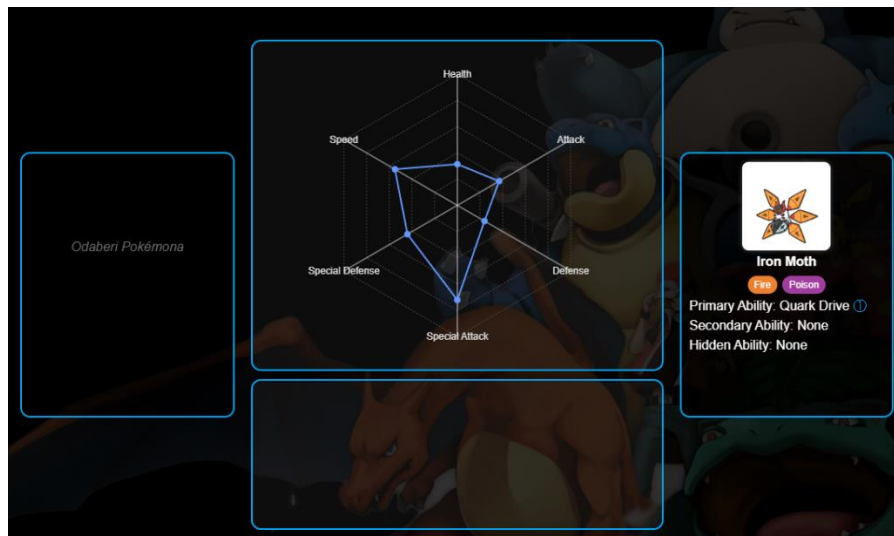 Odaberi Pokémona
Health
Speed
Attack
Special Defense
Defense
Special Attack
Iron Moth
Fire Poison
Primary Ability: Quark Drive
Secondary Ability: None
Hidden Ability: None